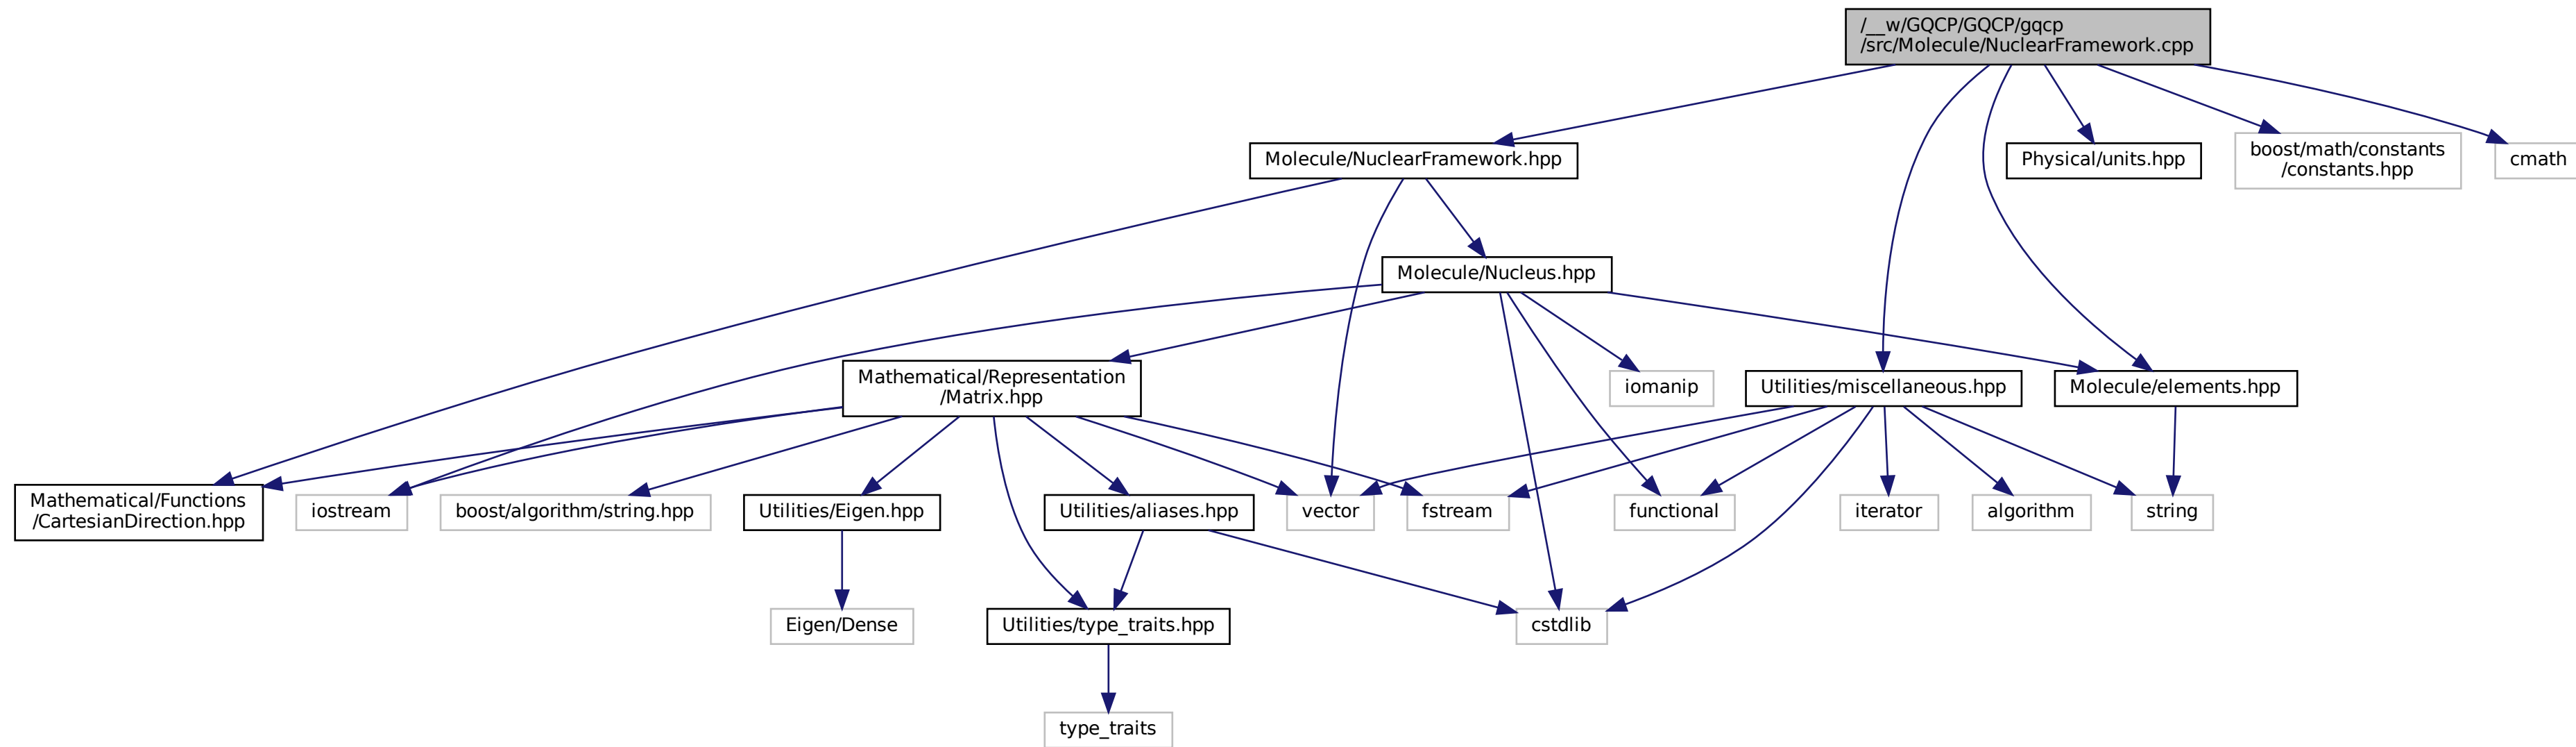 /__w/GQCP/GQCP/gqcp
/src/Molecule/NuclearFramework.cpp
Molecule/NuclearFramework.hpp
Physical/units.hpp
boost/math/constants
/constants.hpp
cmath
Molecule/Nucleus.hpp
Mathematical/Representation
/Matrix.hpp
iomanip
Utilities/miscellaneous.hpp
Molecule/elements.hpp
Mathematical/Functions
/CartesianDirection.hpp
iostream
boost/algorithm/string.hpp
Utilities/Eigen.hpp
Utilities/aliases.hpp
vector
fstream
functional
iterator
algorithm
string
Eigen/Dense
Utilities/type_traits.hpp
cstdlib
type_traits